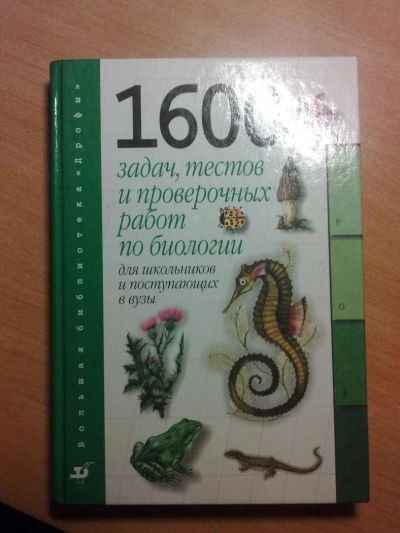 1600
задач, тестов
и проверочных
работ
по биологии
для школьников
и поступающих
в вузы
Большая библиотека «Дрофы»
Р
О
Ф